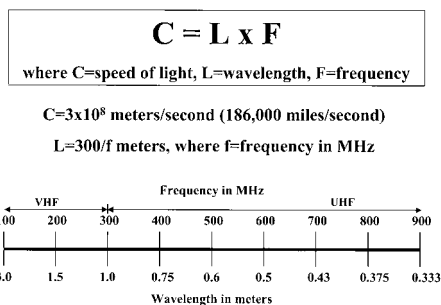 C = L x F
where C=speed of light, L=wavelength, F=frequency
C=3x10⁸ meters/second (186,000 miles/second)
L=300/f meters, where f=frequency in MHz
Frequency in MHz
VHF UHF
00 200 300 400 500 600 700 800 900
.0 1.5 1.0 0.75 0.6 0.5 0.43 0.375 0.333
Wavelength in meters